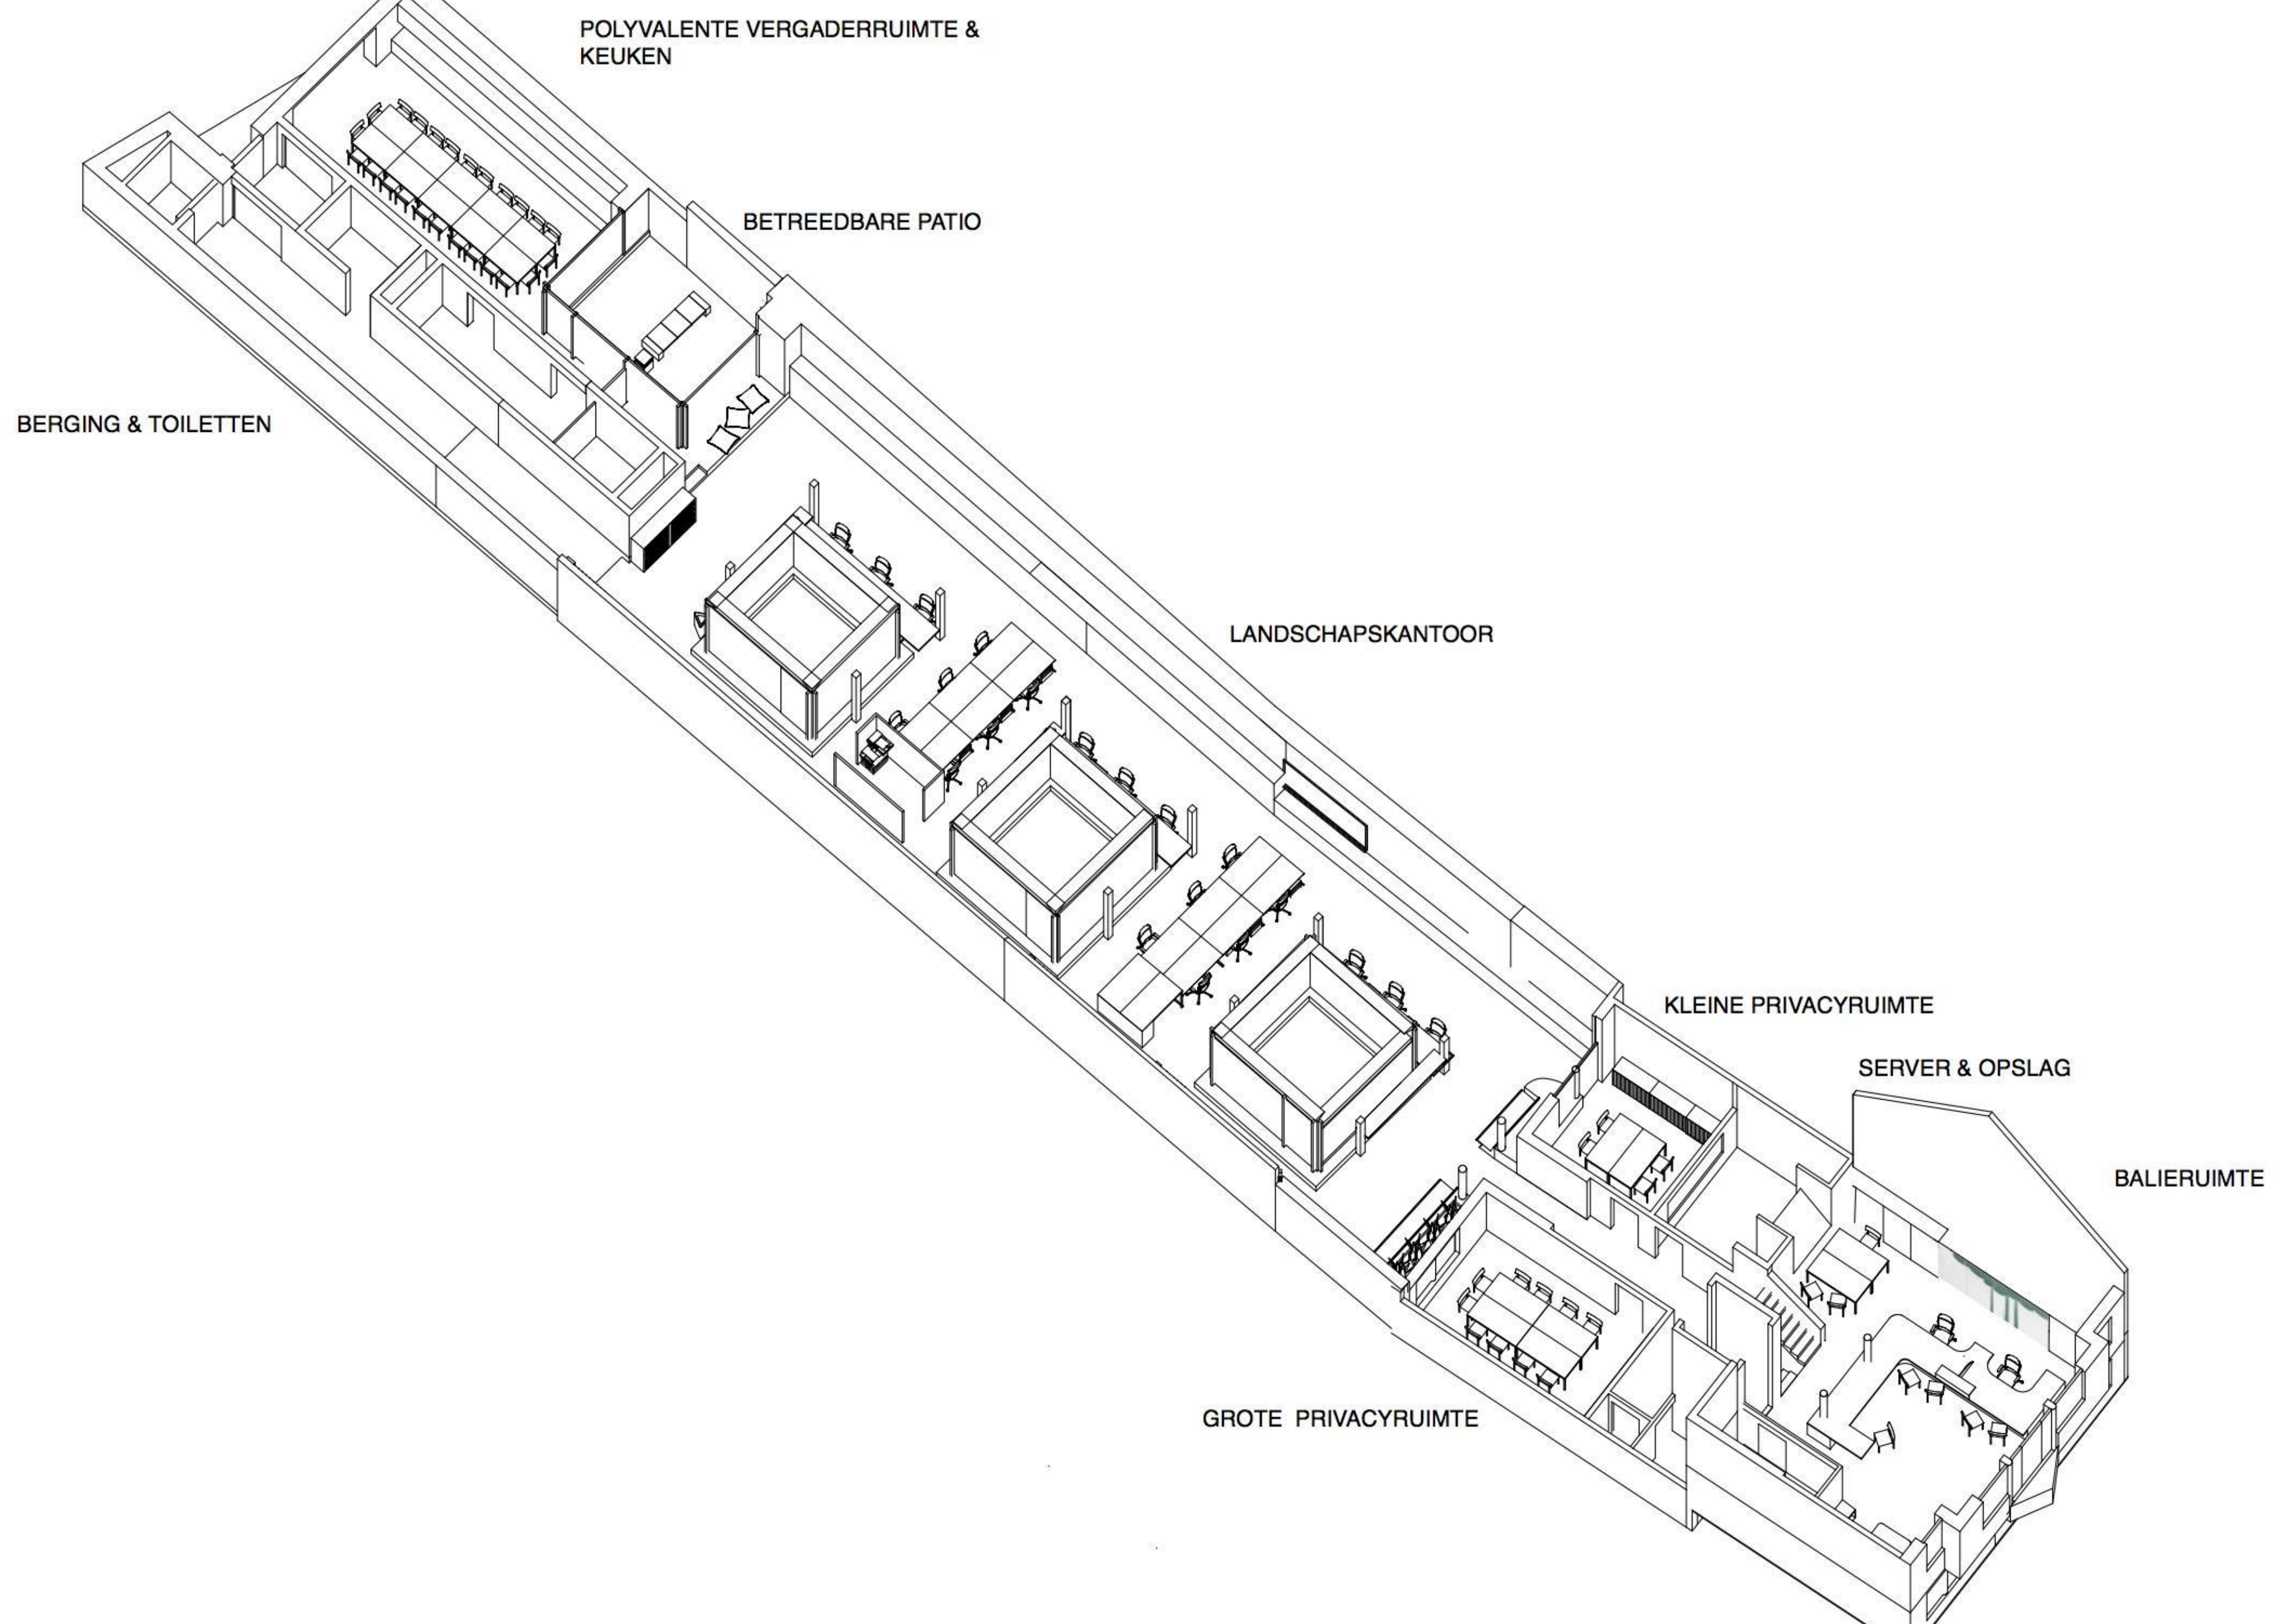 POLYVALENTE VERGADERRUIMTE &
KEUKEN
BETREEDBARE PATIO
BERGING & TOILETTEN
LANDSCHAPSKANTOOR
KLEINE PRIVACYRUIMTE
SERVER & OPSLAG
BALIERUIMTE
GROTE PRIVACYRUIMTE